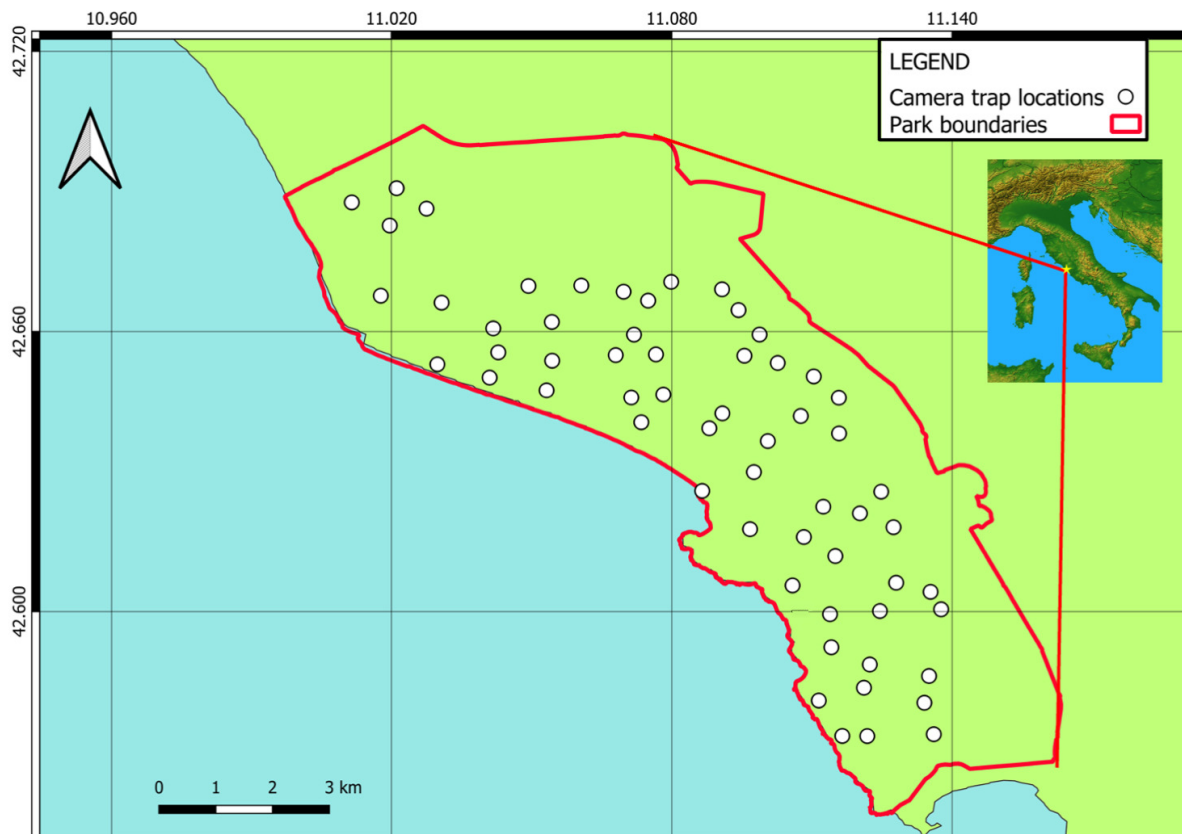 10.960 11.020 11.080 11.140
42.720
LEGEND
Camera trap locations
Park boundaries
42.660
42.600
0 1 2 3 km